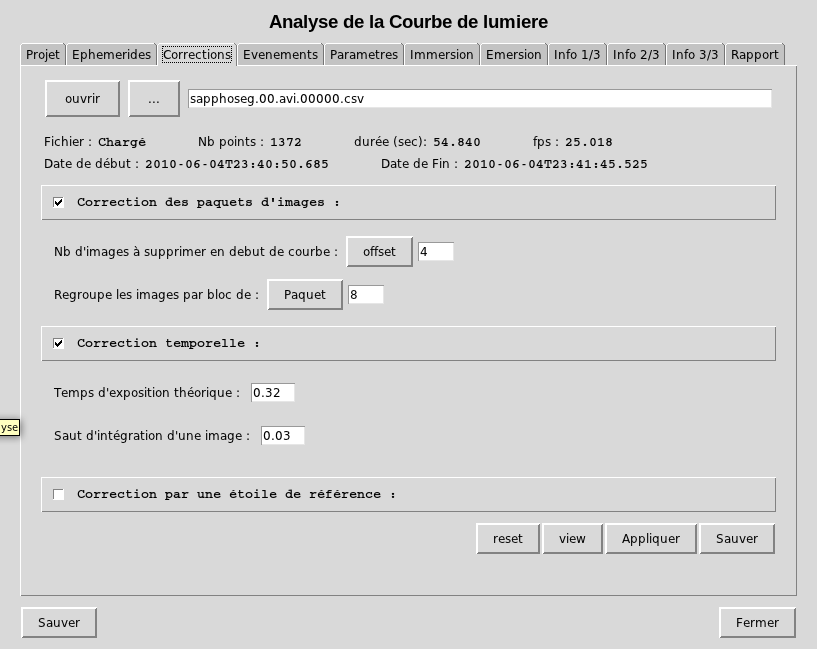 Analyse de la Courbe de lumiere
Projet Ephemerides Corrections Evenements Parametres Immersion Emersion Info 1/3 Info 2/3 Info 3/3 Rapport
ouvrir ... sapphoseg.00.avi.00000.csv
Fichier : Chargé Nb points : 1372 durée (sec): 54.840 fps : 25.018
Date de début : 2010-06-04T23:40:50.685 Date de Fin : 2010-06-04T23:41:45.525
Correction des paquets d'images :
Nb d'images à supprimer en debut de courbe : offset 4
Regroupe les images par bloc de : Paquet 8
Correction temporelle :
Temps d'exposition théorique : 0.32
yse
Saut d'intégration d'une image : 0.03
Correction par une étoile de référence :
reset view Appliquer Sauver
Sauver Fermer